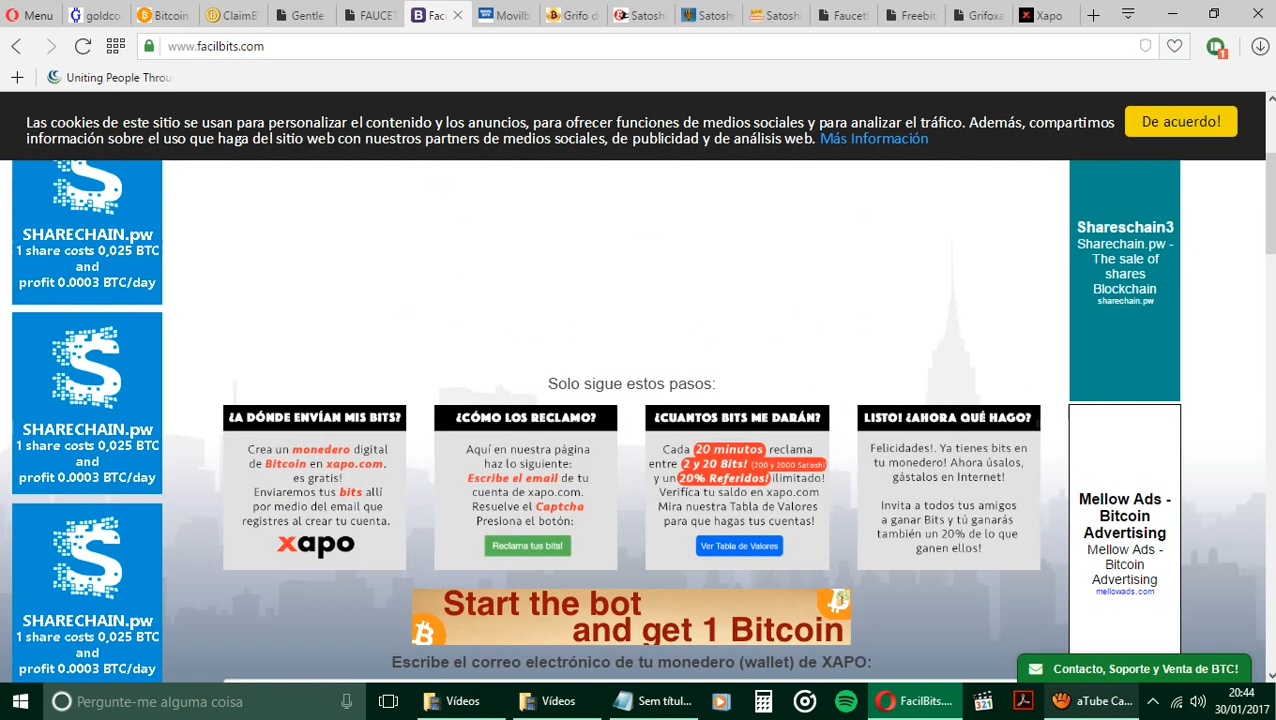 Menu
goldco
Bitcoin
ClaimB
Gentle
FAUCET
Faci
Movilb
Grifo d
Satoshi
Satosh
Satoshi
Fauceth
Freebit
Grifoxa
Xapo
www.facilbits.com
1
Uniting People Throu
Las cookies de este sitio se usan para personalizar el contenido y los anuncios, para ofrecer funciones de medios sociales y para analizar el tráfico. Además, compartimos
información sobre el uso que haga del sitio web con nuestros partners de medios sociales, de publicidad y de análisis web. Más Información
De acuerdo!
SHARECHAIN.pw
1 share costs 0,025 BTC
and
profit 0.0003 BTC/day
SHARECHAIN.pw
1 share costs 0,025 BTC
and
profit 0.0003 BTC/day
SHARECHAIN.pw
1 share costs 0,025 BTC
and
profit 0.0003 BTC/day
Solo sigue estos pasos:
¿A DÓNDE ENVÍAN MIS BITS?
Crea un monedero digital
de Bitcoin en xapo.com.
es gratis!
Enviaremos tus bits allí
por medio del email que
registres al crear tu cuenta.
xapo
¿CÓMO LOS RECLAMO?
Aquí en nuestra página
haz lo siguiente:
Escribe el email de tu
cuenta de xapo.com.
Resuelve el Captcha
Presiona el botón:
Reclama tus bits!
¿CUANTOS BITS ME DARÁN?
Cada 20 minutos reclama
entre 2 y 20 Bits! (200 y 2000 Satoshi)
y un 20% Referidos! ilimitado!
Verifica tu saldo en xapo.com
Mira nuestra Tabla de Valores
para que hagas tus cuentas!
Ver Tabla de Valores
LISTO! ¿AHORA QUÉ HAGO?
Felicidades!. Ya tienes bits en
tu monedero! Ahora úsalos,
gástalos en Internet!
Invita a todos tus amigos
a ganar Bits y tú ganarás
también un 20% de lo que
ganen ellos!
Start the bot
and get 1 Bitcoin
Escribe el correo electrónico de tu monedero (wallet) de XAPO:
Shareschain3
Sharechain.pw -
The sale of
shares
Blockchain
sharechain.pw
Mellow Ads -
Bitcoin
Advertising
Mellow Ads -
Bitcoin
Advertising
mellowads.com
Contacto, Soporte y Venta de BTC!
Pergunte-me alguma coisa
Vídeos
Vídeos
Sem títul...
FacilBits....
321
aTube Ca...
20:44
30/01/2017